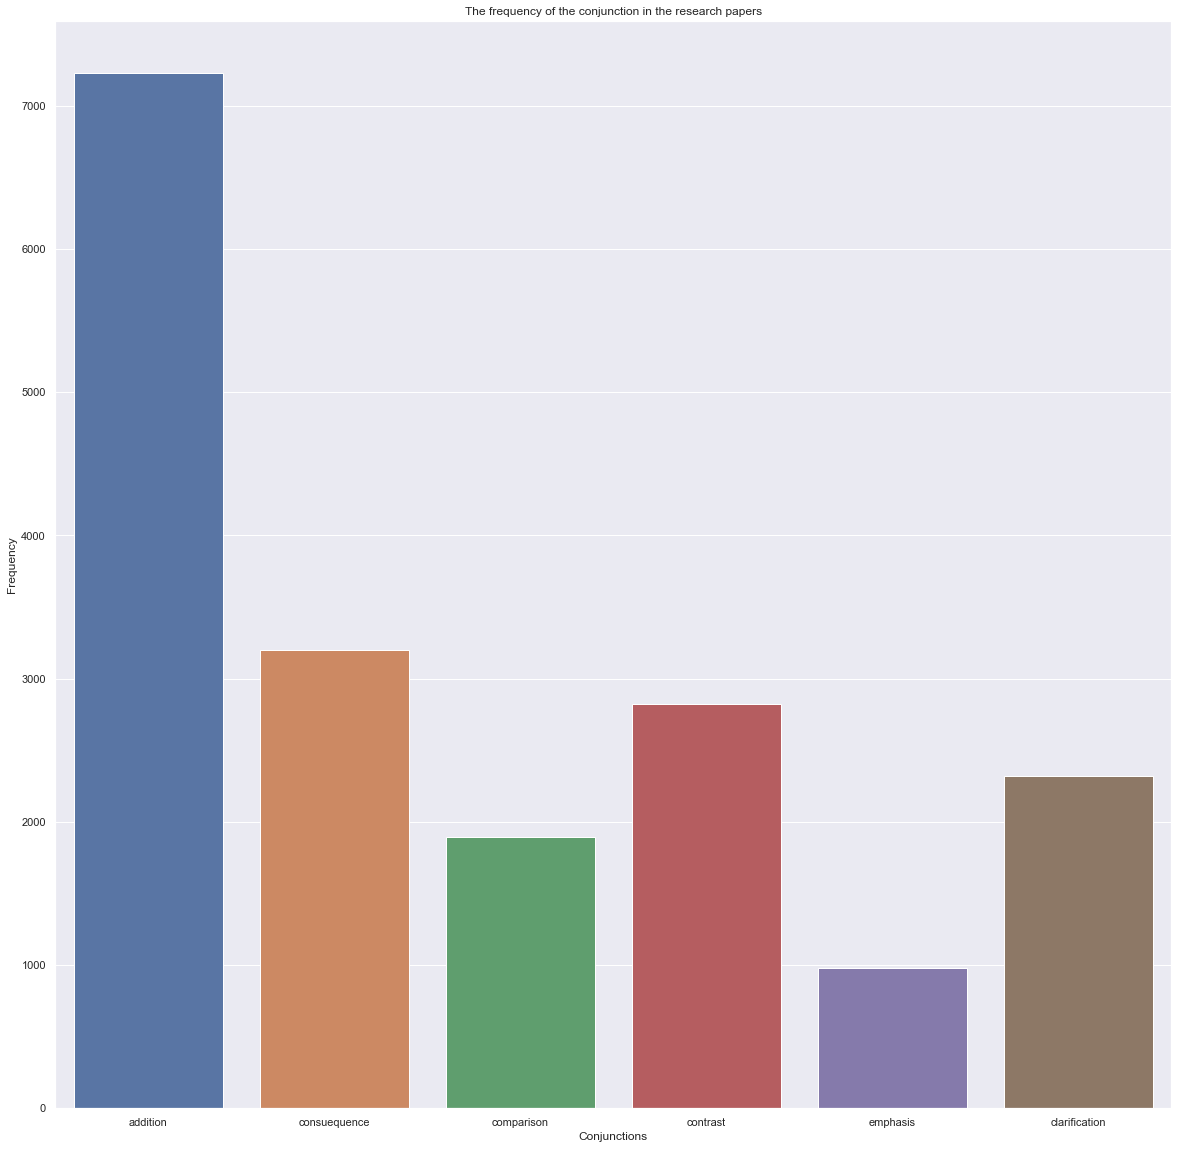 The frequency of the conjunction in the research papers
7000
6000
5000
4000
3000
2000
1000
0
Frequency
addition consuequence comparison contrast emphasis clarification
Conjunctions